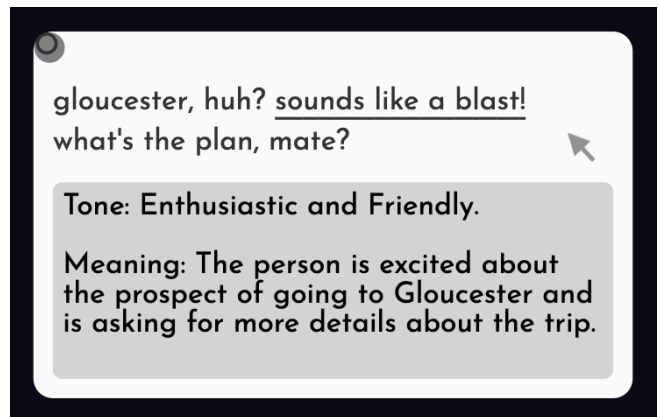 gloucester, huh? sounds like a blast!
what's the plan, mate?
Tone: Enthusiastic and Friendly.
Meaning: The person is excited about
the prospect of going to Gloucester and
is asking for more details about the trip.